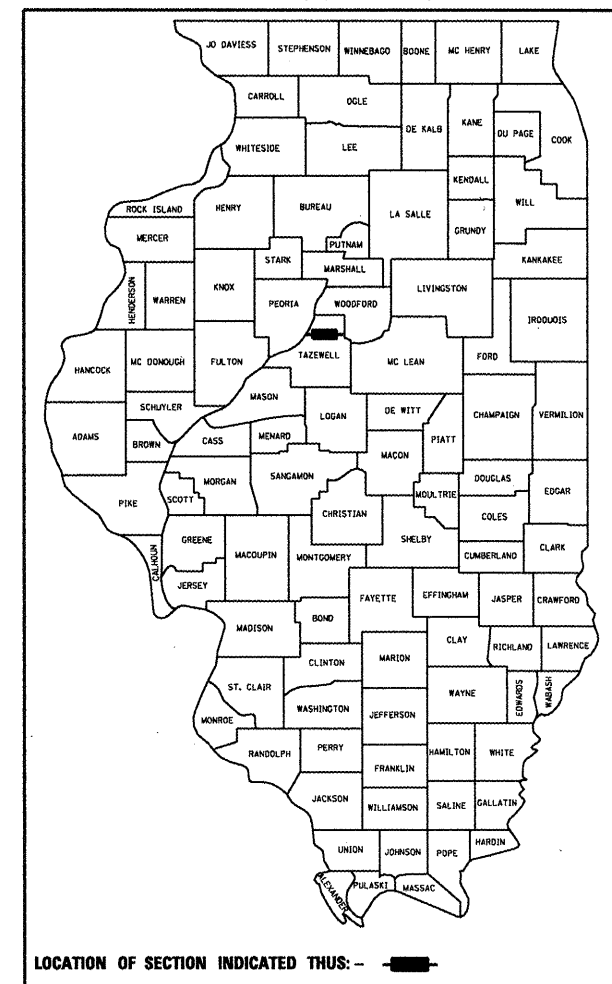 JO DAVIESS STEPHENSON WINNEBAGO BOONE MC HENRY LAKE
CARROLL OGLE DE KALB KANE DU PAGE COOK
WHITESIDE LEE KENDALL WILL
ROCK ISLAND HENRY BUREAU LA SALLE GRUNDY
MERCER STARK PUTNAM KANKAKEE
HENDERSON WARREN KNOX PEORIA MARSHALL WOODFORD LIVINGSTON IROQUOIS
HANCOCK MC DONOUGH FULTON TAZEWELL MC LEAN FORD
SCHUYLER MASON LOGAN DE WITT CHAMPAIGN VERMILION
ADAMS BROWN CASS MENARD MACON PIATT
PIKE SCOTT MORGAN SANGAMON CHRISTIAN MOULTRIE DOUGLAS EDGAR
COLES
CALHOUN GREENE MACOUPIN MONTGOMERY SHELBY CUMBERLAND CLARK
JERSEY FAYETTE EFFINGHAM JASPER CRAWFORD
MADISON BOND CLAY RICHLAND LAWRENCE
CLINTON MARION
ST. CLAIR WASHINGTON JEFFERSON WAYNE EDWARDS WABASH
MONROE
RANDOLPH PERRY FRANKLIN HAMILTON WHITE
JACKSON WILLIAMSON SALINE GALLATIN
UNION JOHNSON POPE HARDIN
ALEXANDER PULASKI MASSAC
LOCATION OF SECTION INDICATED THUS: –